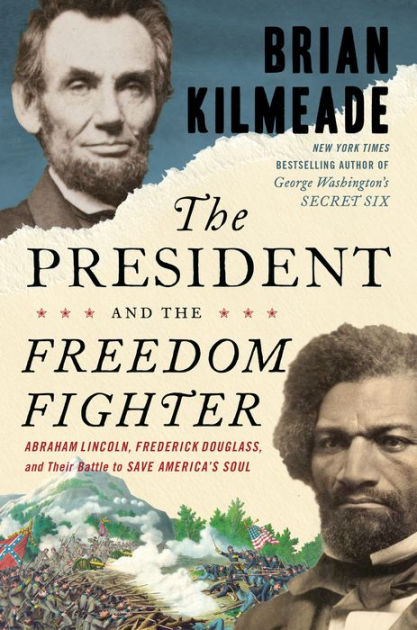 BRIAN
KILMEADE
NEW YORK TIMES
BESTSELLING AUTHOR OF
George Washington's
SECRET SIX
The
PRESIDENT
AND THE
FREEDOM
FIGHTER
ABRAHAM LINCOLN, FREDERICK DOUGLASS,
and Their Battle to SAVE AMERICA'S SOUL